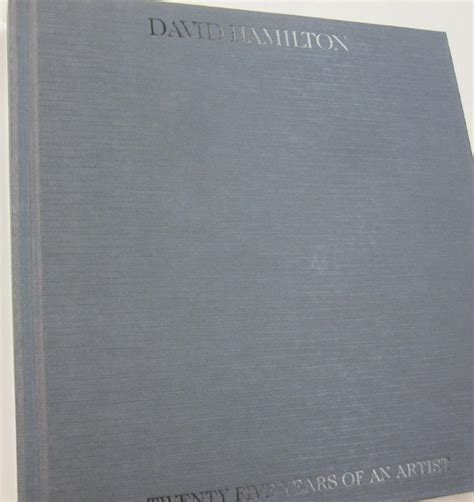 DAVID HAMILTON
TWENTY FIVE YEARS OF AN ARTIST